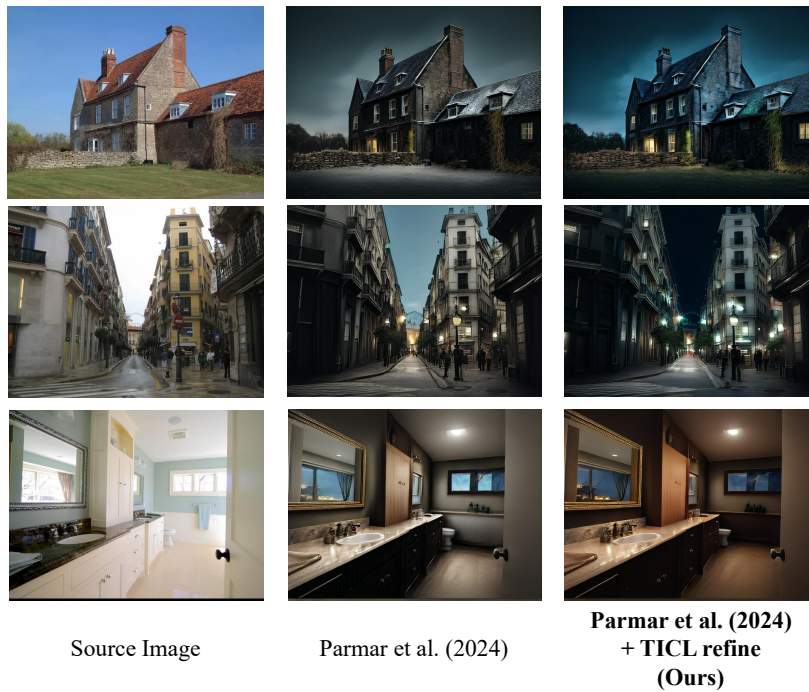 Source Image
Parmar et al. (2024)
Parmar et al. (2024)
+ TICL refine
(Ours)